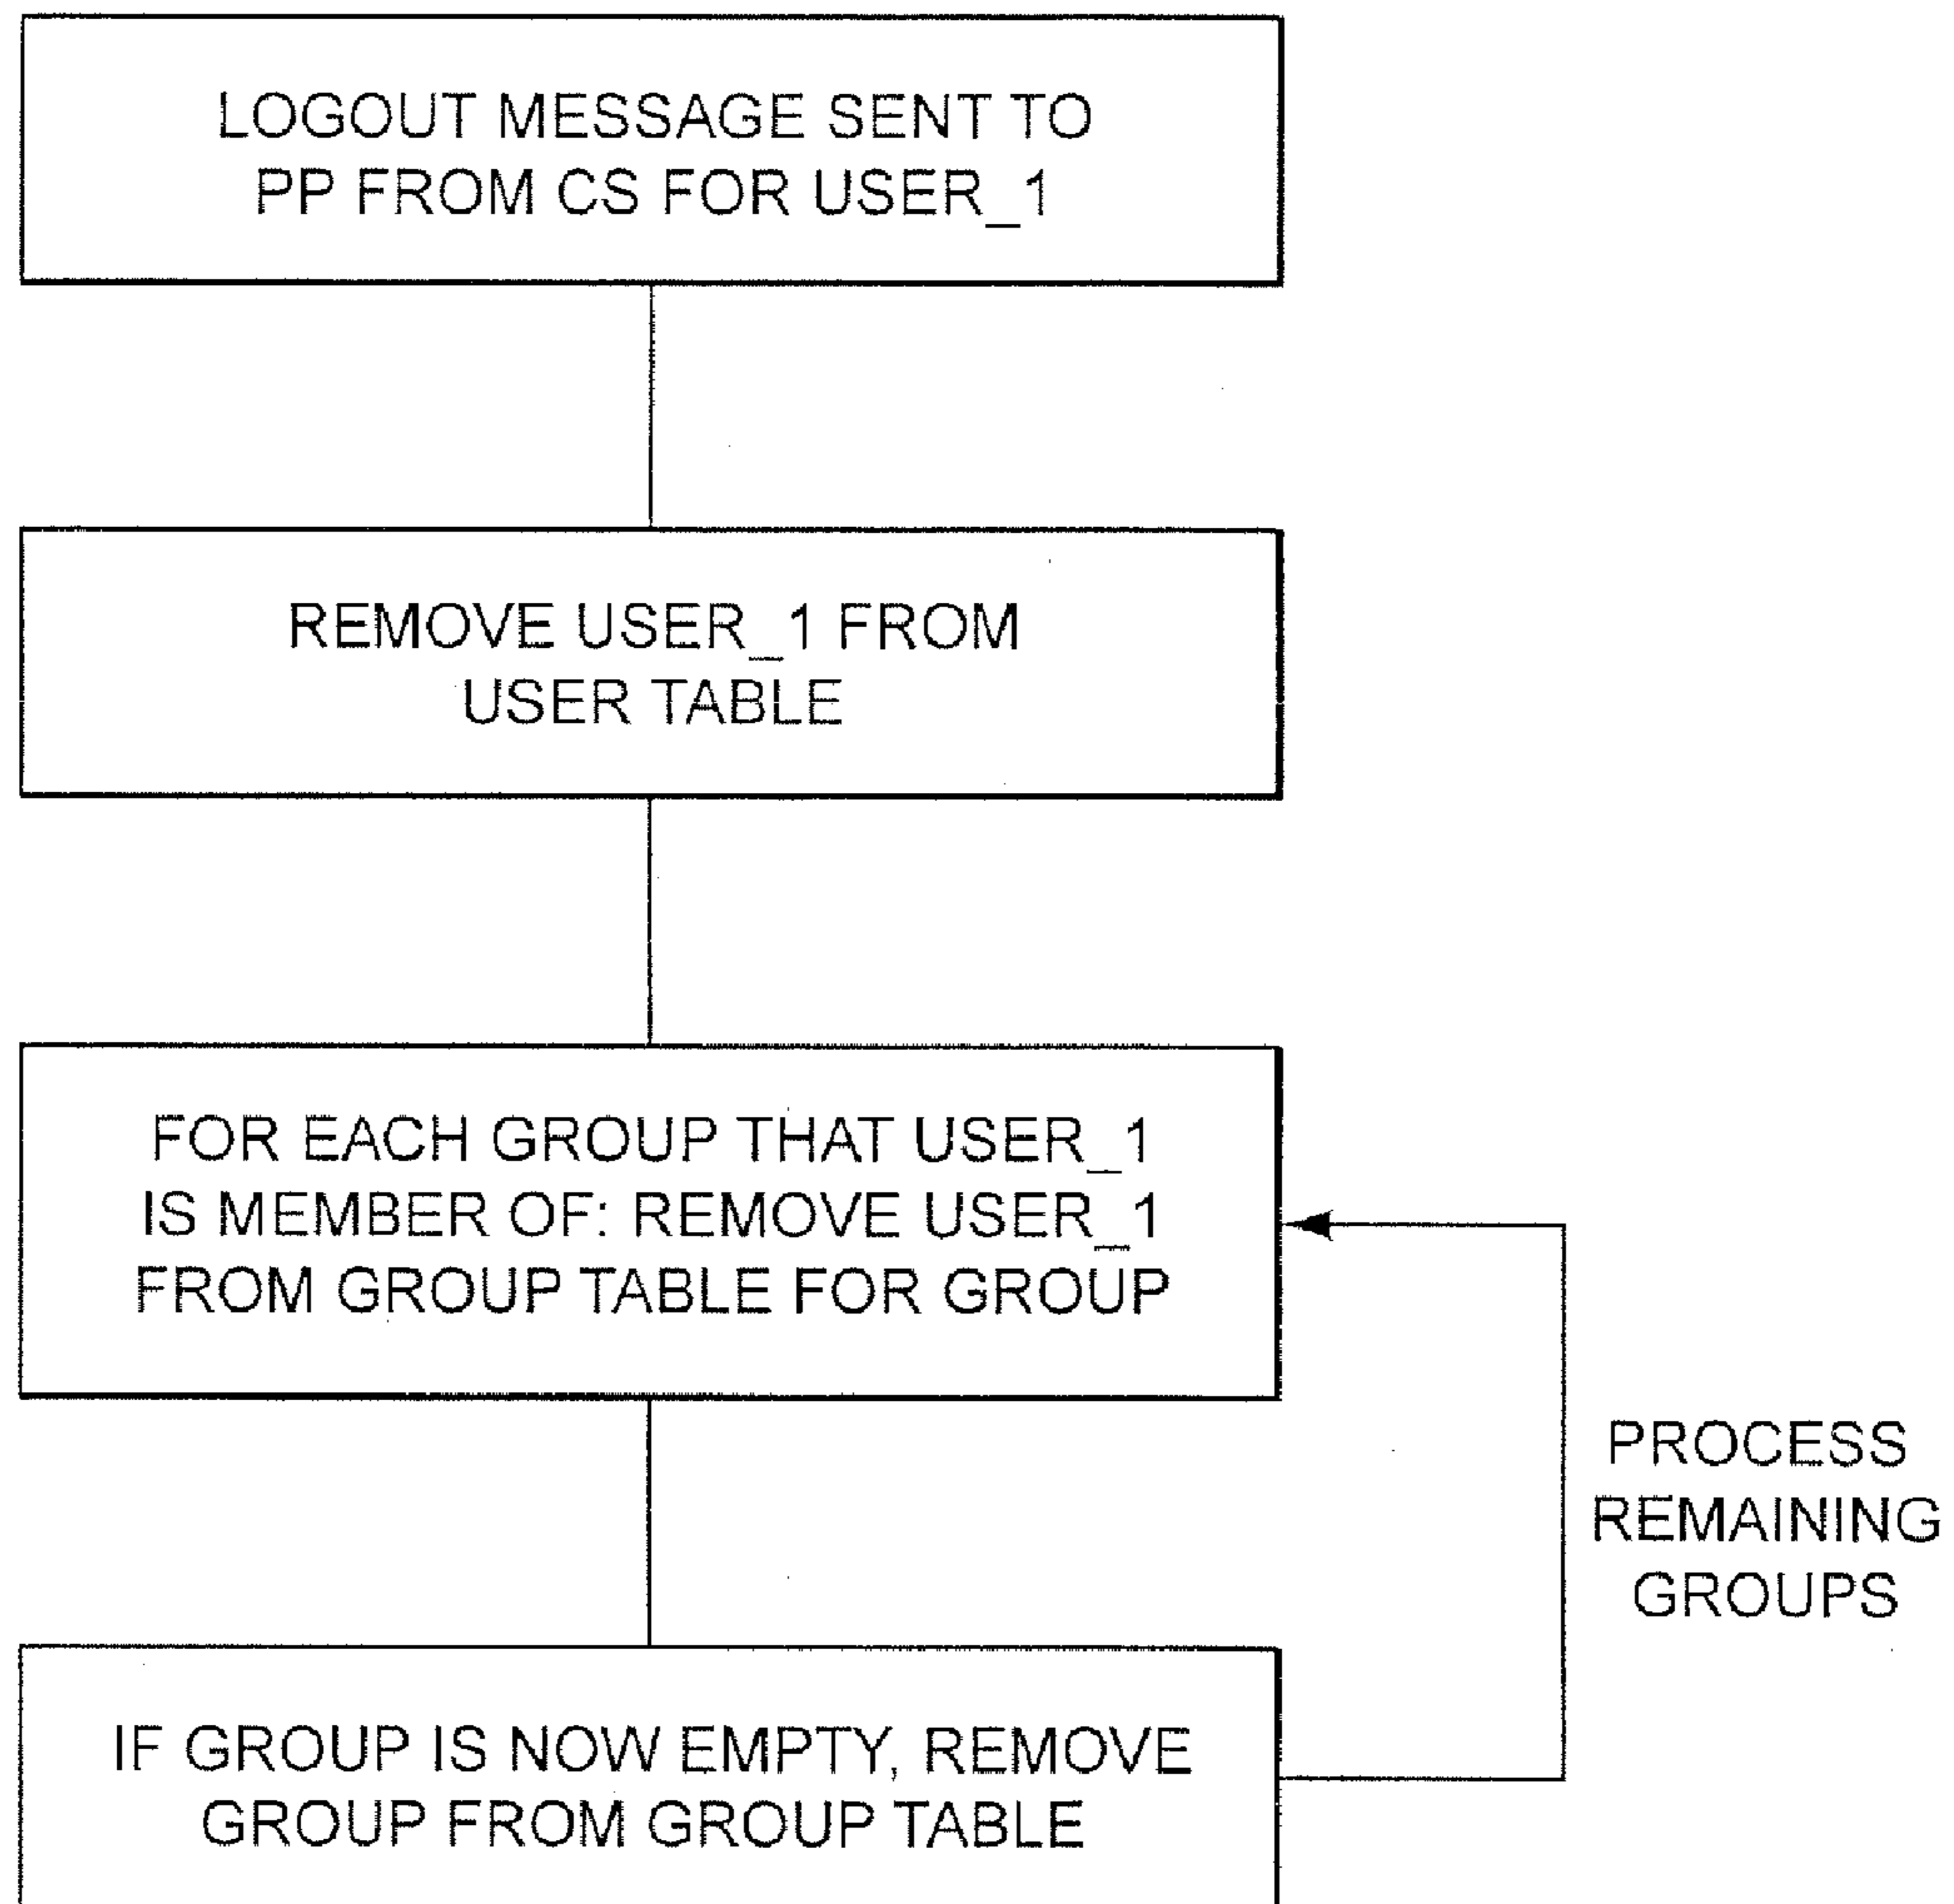 LOGOUT MESSAGE SENT TO
PP FROM CS FOR USER_1
REMOVE USER_1 FROM
USER TABLE
FOR EACH GROUP THAT USER_1
IS MEMBER OF: REMOVE USER_1
FROM GROUP TABLE FOR GROUP
PROCESS
REMAINING
GROUPS
IF GROUP IS NOW EMPTY, REMOVE
GROUP FROM GROUP TABLE